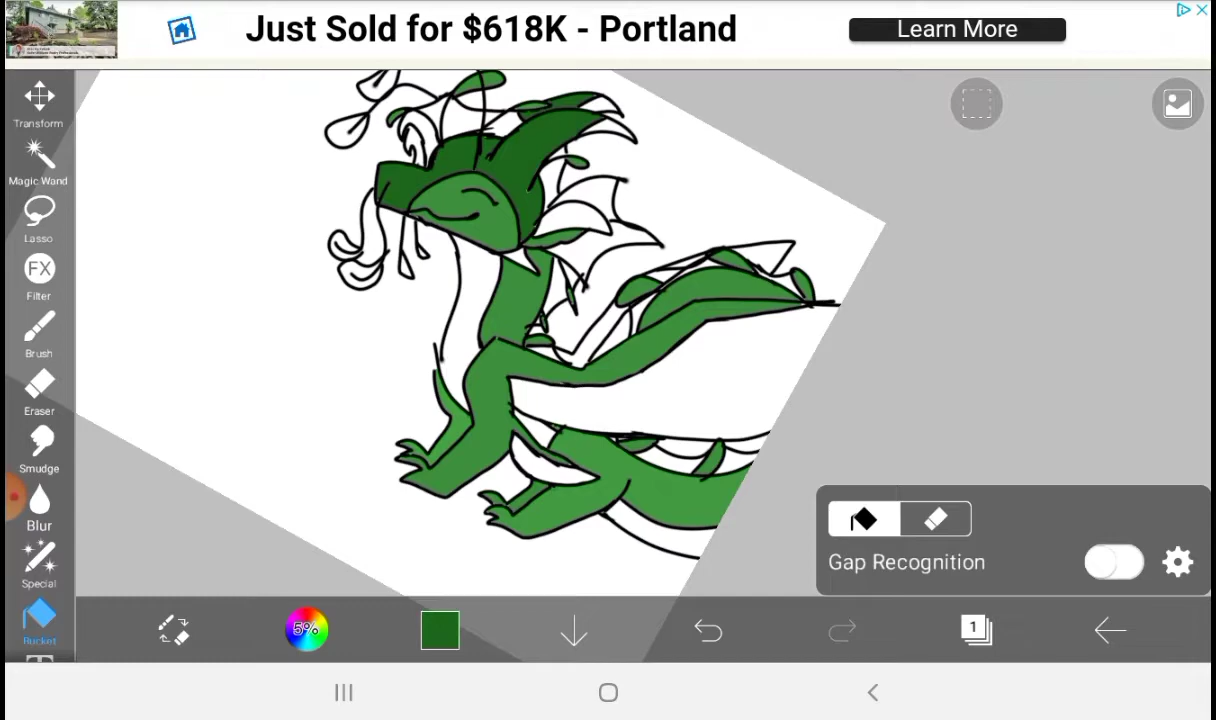 Just Sold for $618K - Portland
Learn More
Transform
Magic Wand
Lasso
FX
Filter
Brush
Eraser
Smudge
Blur
Special
Bucket
Gap Recognition
5%
1